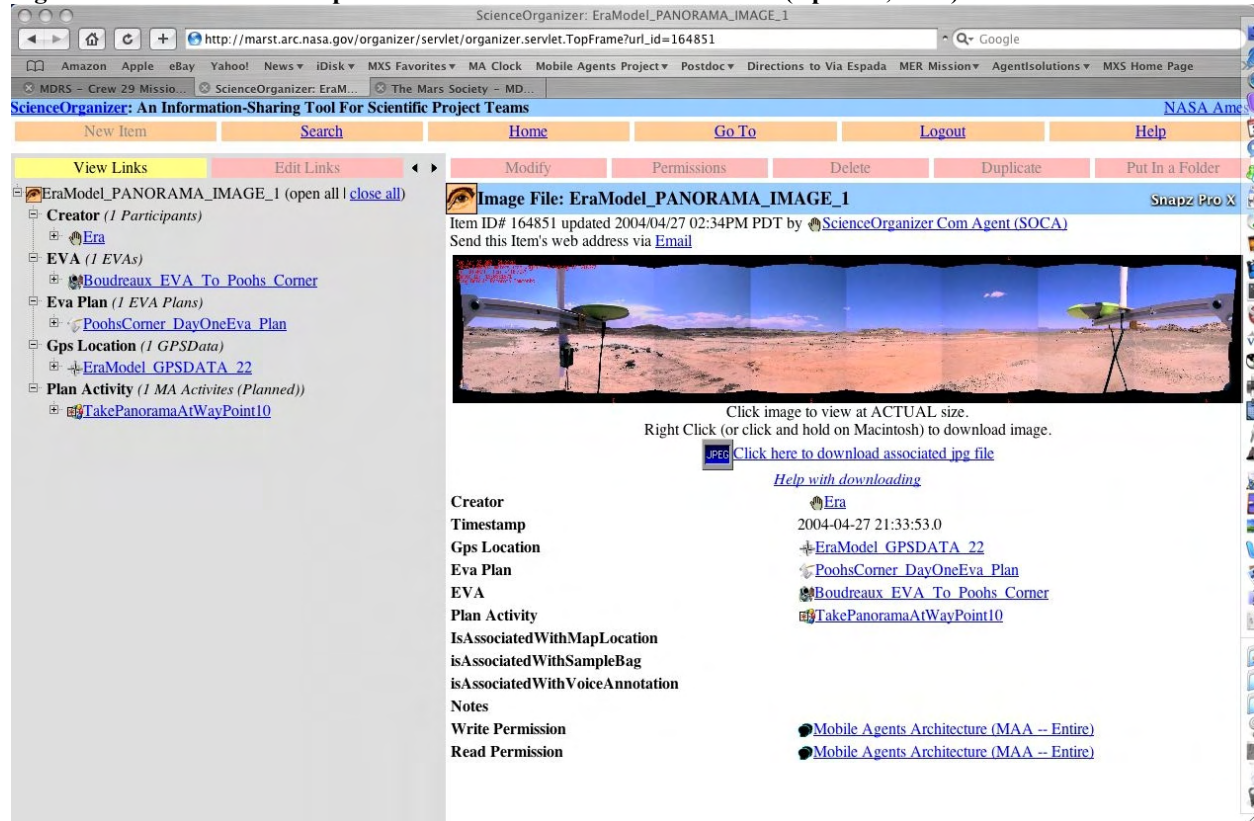 ScienceOrganizer: EraModel_PANORAMA_IMAGE_1
http://marst.arc.nasa.gov/organizer/servlet/organizer.servlet.TopFrame?url_id=164851
Google
Amazon Apple eBay Yahoo! News iDisk MXS Favorites MA Clock Mobile Agents Project Postdoc Directions to Via Espada MER Mission AgentIsolutions MXS Home Page
MDRS - Crew 29 Missio... ScienceOrganizer: EraM... The Mars Society - MD...
ScienceOrganizer: An Information-Sharing Tool For Scientific Project Teams NASA Ames
New Item Search Home Go To Logout Help
View Links Edit Links Modify Permissions Delete Duplicate Put In a Folder
EraModel_PANORAMA_IMAGE_1 (open all | close all)
Creator (1 Participants)
Era
EVA (1 EVAs)
Boudreaux_EVA_To_Poohs_Corner
Eva Plan (1 EVA Plans)
PoohsCorner_DayOneEva_Plan
Gps Location (1 GPSData)
EraModel_GPSDATA_22
Plan Activity (1 MA Activites (Planned))
TakePanoramaAtWayPoint10
Image File: EraModel_PANORAMA_IMAGE_1
Snapz Pro X
Item ID# 164851 updated 2004/04/27 02:34PM PDT by ScienceOrganizer Com Agent (SOCA)
Send this Item's web address via Email
Click image to view at ACTUAL size.
Right Click (or click and hold on Macintosh) to download image.
JPEG Click here to download associated jpg file
Help with downloading
Creator Era
Timestamp 2004-04-27 21:33:53.0
Gps Location EraModel_GPSDATA_22
Eva Plan PoohsCorner_DayOneEva_Plan
EVA Boudreaux_EVA_To_Poohs_Corner
Plan Activity TakePanoramaAtWayPoint10
IsAssociatedWithMapLocation
isAssociatedWithSampleBag
isAssociatedWithVoiceAnnotation
Notes
Write Permission Mobile Agents Architecture (MAA -- Entire)
Read Permission Mobile Agents Architecture (MAA -- Entire)